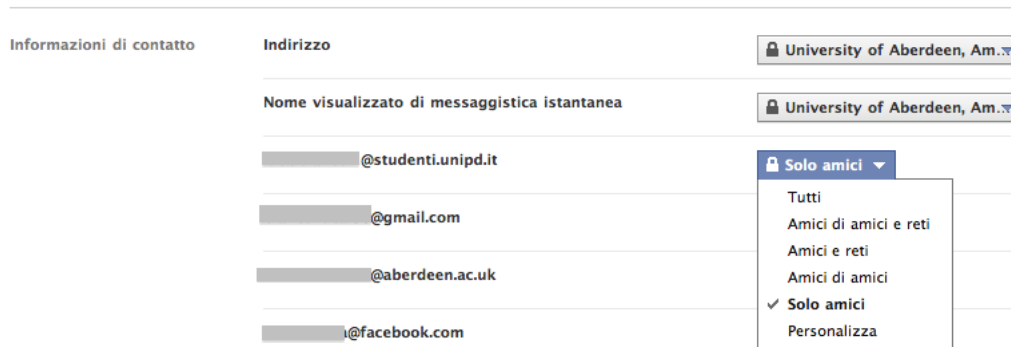 Informazioni di contatto
Indirizzo
University of Aberdeen, Am...
Nome visualizzato di messaggistica istantanea
University of Aberdeen, Am...
@studenti.unipd.it
Solo amici
Tutti
@gmail.com
Amici di amici e reti
Amici e reti
@aberdeen.ac.uk
Amici di amici
✓ Solo amici
@facebook.com
Personalizza